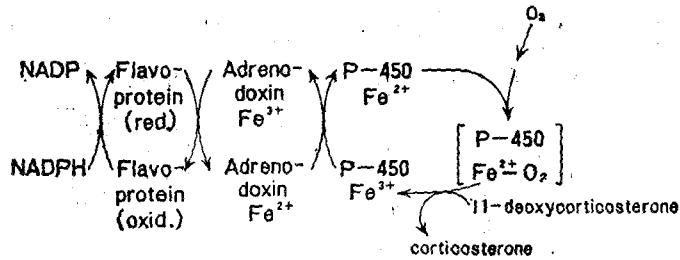 O₂
NADP
Flavo-
protein
(red.)
Adreno-
doxin
Fe³⁺
P-450
Fe²⁺
NADPH
Flavo-
protein
(oxid.)
Adreno-
doxin
Fe²⁺
P-450
Fe³⁺
P-450
Fe²⁺–O₂
11-deoxycorticosterone
corticosterone